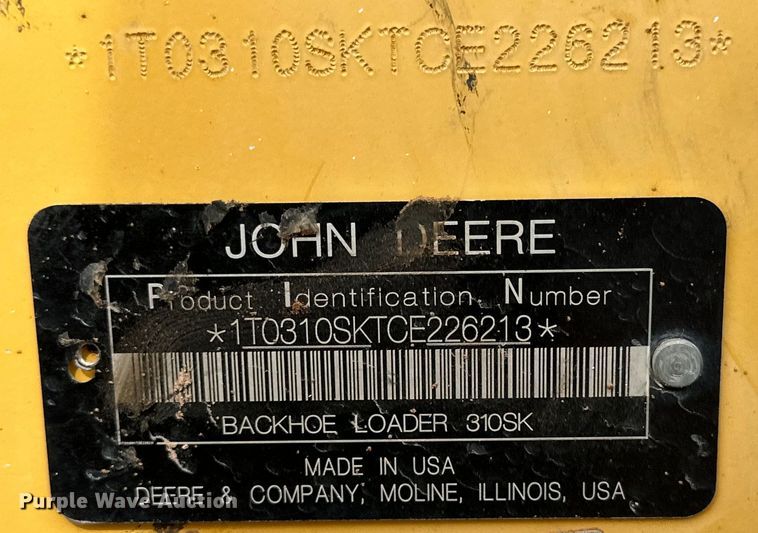 *1T0310SKTCE226213*
JOHN DEERE
Product Identification Number
*1T0310SKTCE226213*
BACKHOE LOADER 310SK
MADE IN USA
DEERE & COMPANY, MOLINE, ILLINOIS, USA
Purple Wave Auction